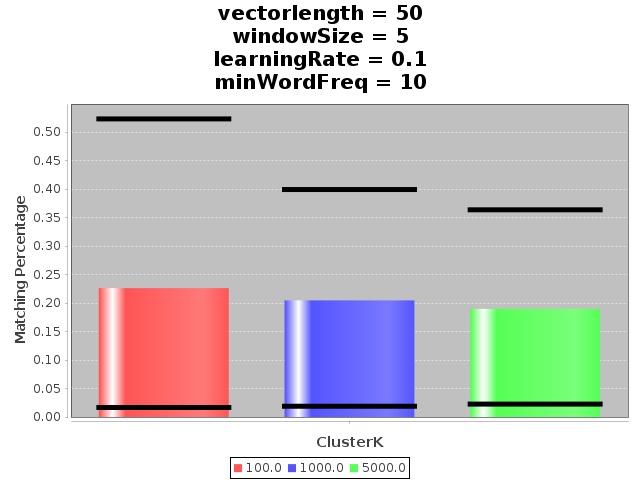 vectorlength = 50
windowSize = 5
learningRate = 0.1
minWordFreq = 10
Matching Percentage
0.50
0.45
0.40
0.35
0.30
0.25
0.20
0.15
0.10
0.05
0.00
ClusterK
100.0 1000.0 5000.0